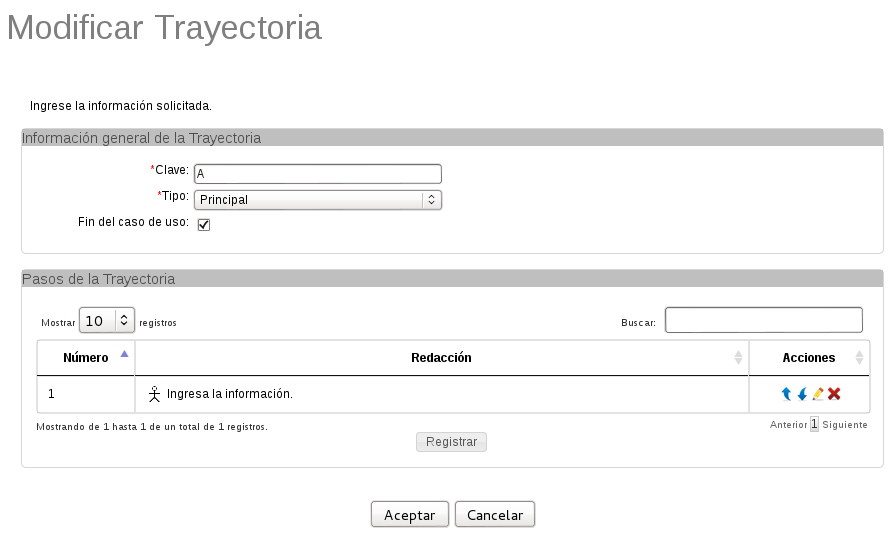 Modificar Trayectoria
Ingrese la información solicitada.
Información general de la Trayectoria
*Clave: A
*Tipo: Principal
Fin del caso de uso:
Pasos de la Trayectoria
Mostrar 10 registros Buscar:
Número Redacción Acciones
1 Ingresa la información.
Mostrando de 1 hasta 1 de un total de 1 registros. Anterior 1 Siguiente
Registrar
Aceptar Cancelar